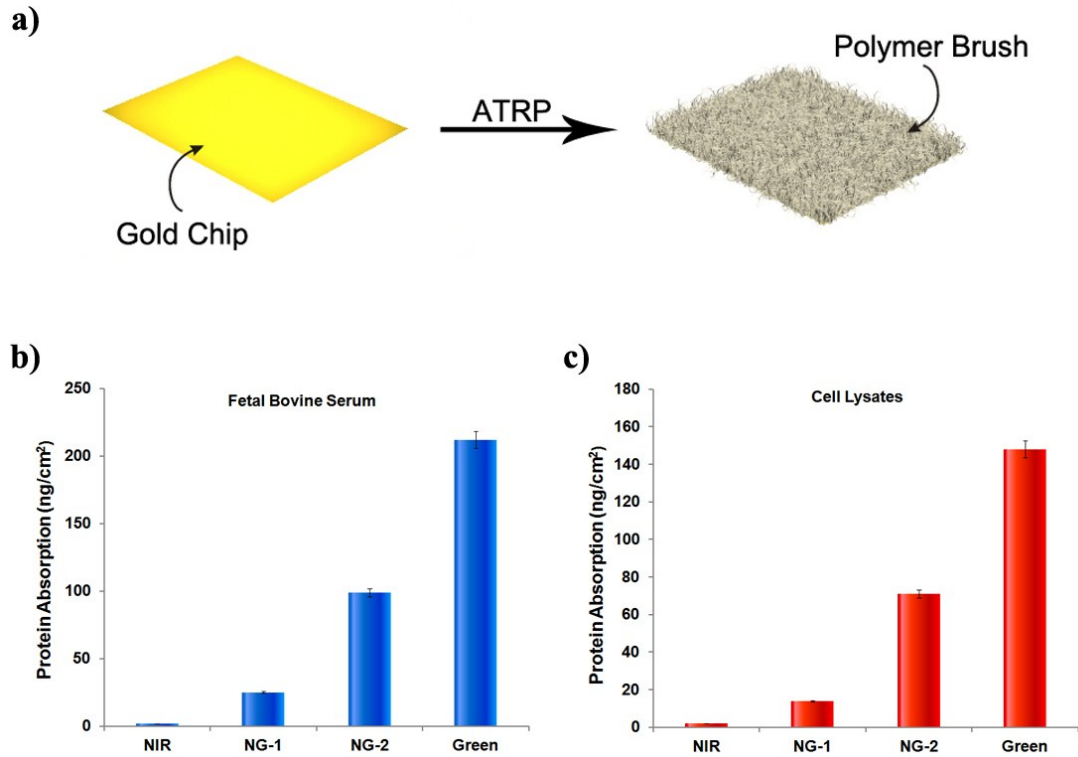 a)
ATRP
Polymer Brush
Gold Chip
b)
Fetal Bovine Serum
Protein Absorption (ng/cm²)
250
200
150
100
50
0
NIR NG-1 NG-2 Green
c)
Cell Lysates
Protein Absorption (ng/cm²)
180
160
140
120
100
80
60
40
20
0
NIR NG-1 NG-2 Green